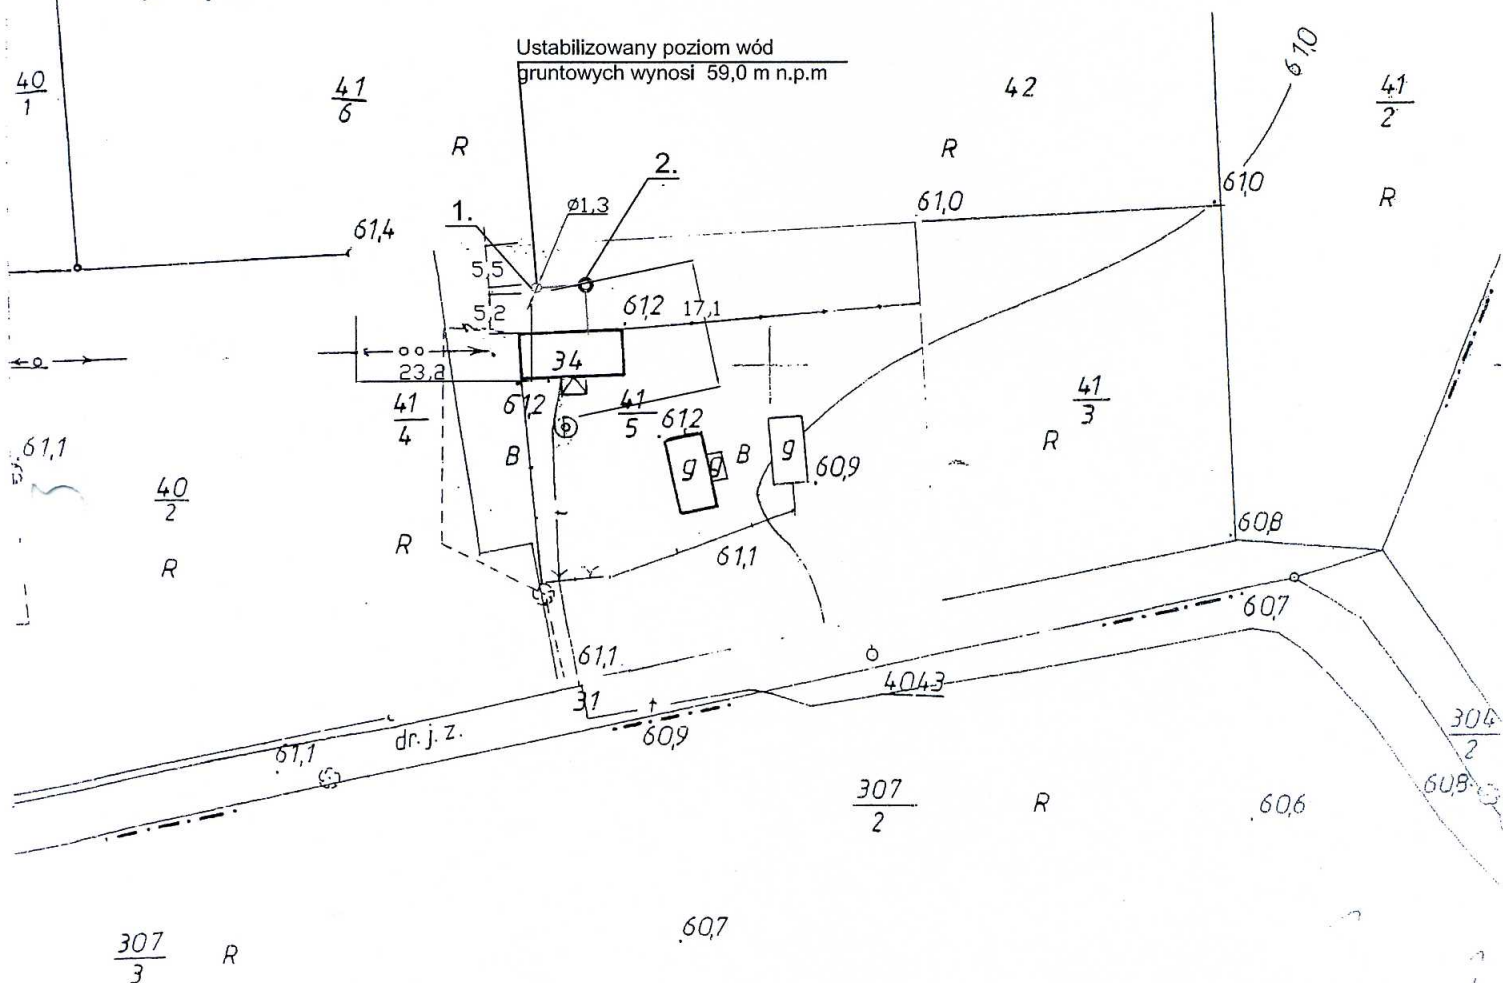 Ustabilizowany poziom wód
gruntowych wynosi 59,0 m n.p.m
40
1
41
6
42
61,0
41
2
R
R
R
2.
1.
ø1,3
61,4
61,0
61,0
5,5
5,2
61,2
17,1
34
23,2
61,2
41
4
41
5
61,2
41
3
R
61,1
B
g
g
B
g
60,9
40
2
R
R
60,8
61,1
60,7
61,1
31
4043
dr. j. z.
61,1
60,9
304
2
307
2
R
60,6
60,8
60,7
307
3
R